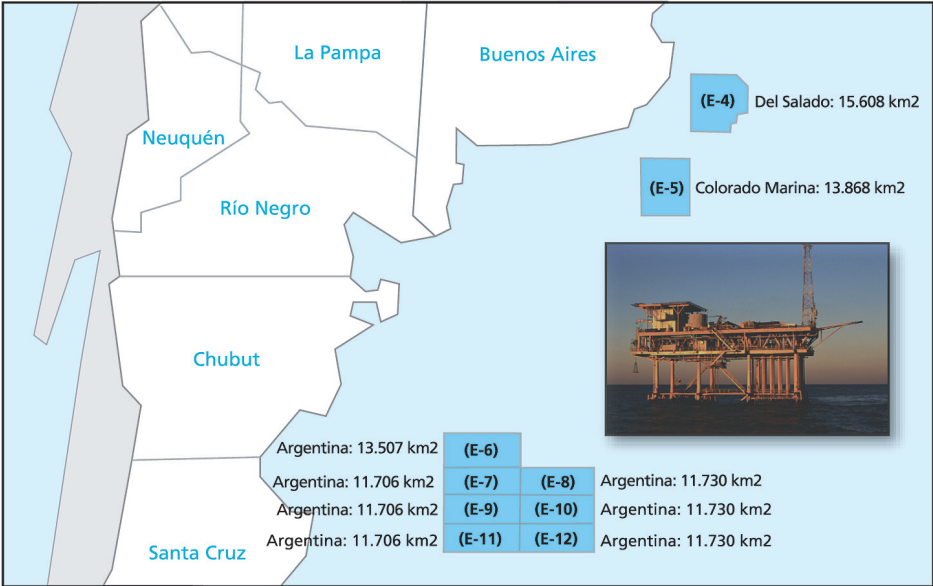 La Pampa
Buenos Aires
(E-4) Del Salado: 15.608 km2
Neuquén
(E-5) Colorado Marina: 13.868 km2
Río Negro
Chubut
Argentina: 13.507 km2 (E-6)
Argentina: 11.706 km2 (E-7) (E-8) Argentina: 11.730 km2
Argentina: 11.706 km2 (E-9) (E-10) Argentina: 11.730 km2
Argentina: 11.706 km2 (E-11) (E-12) Argentina: 11.730 km2
Santa Cruz